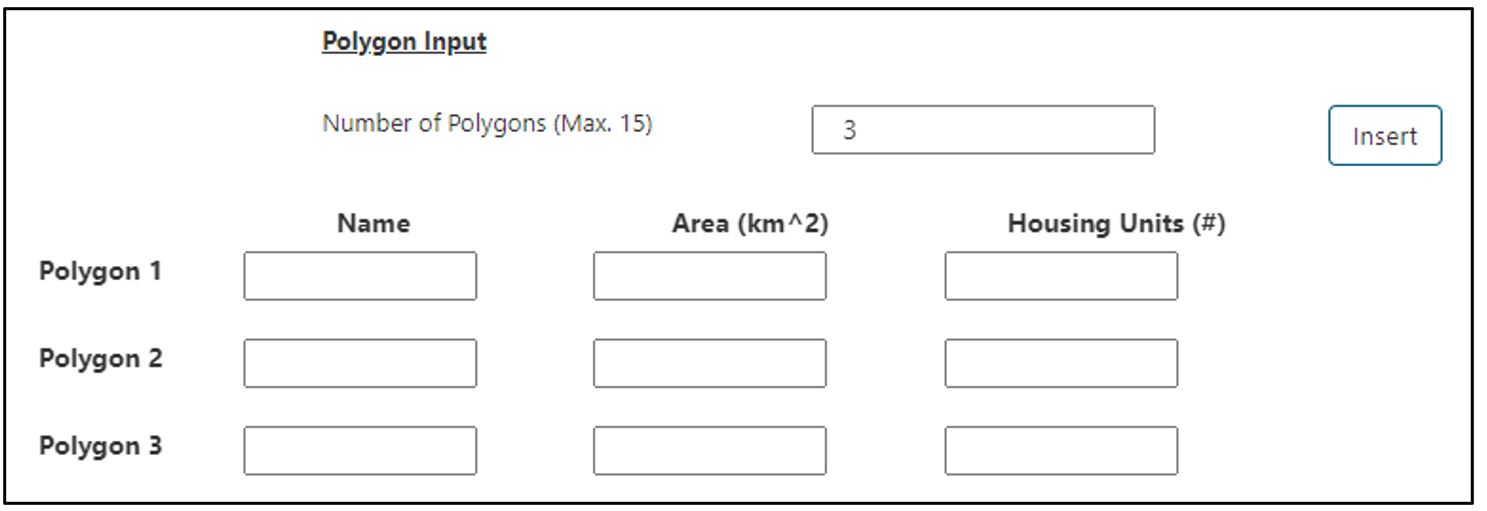 Polygon Input
Number of Polygons (Max. 15) 3 Insert
Name Area (km^2) Housing Units (#)
Polygon 1
Polygon 2
Polygon 3